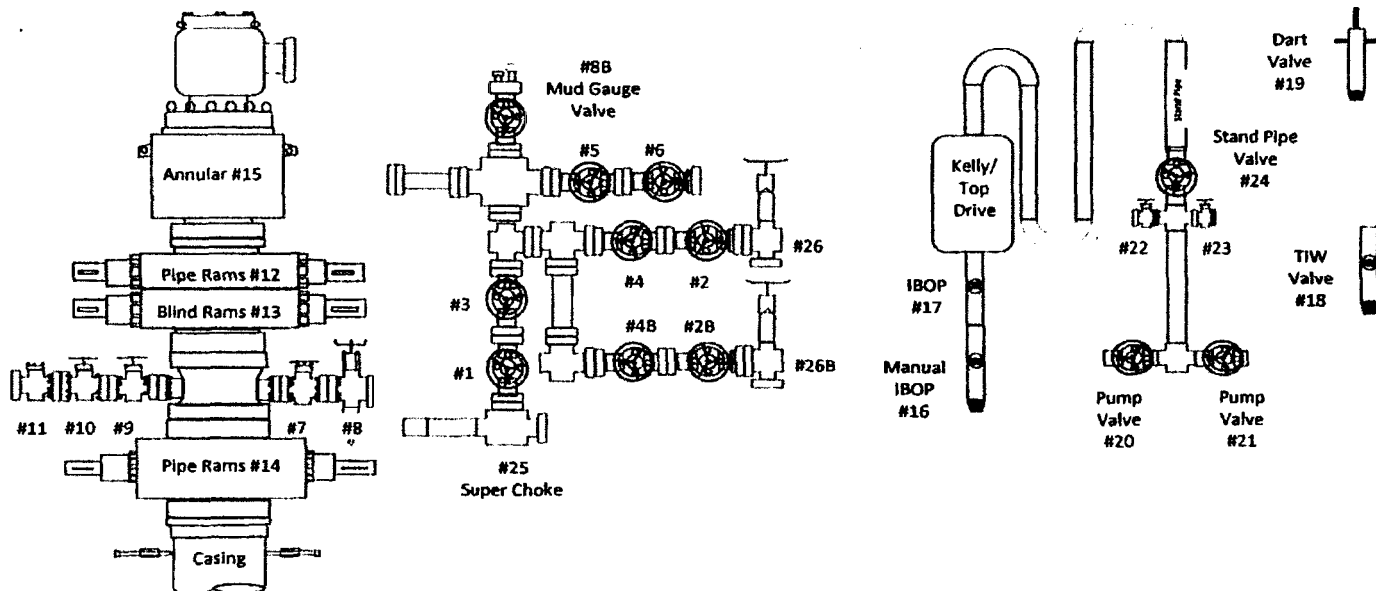 Annular #15
Pipe Rams #12
Blind Rams #13
#11
#10
#9
#7
#8
Pipe Rams #14
Casing
#8B
Mud Gauge
Valve
#5
#6
#4
#2
#26
#3
#4B
#2B
#26B
#1
#25
Super Choke
Kelly/
Top
Drive
IBOP
#17
Manual
IBOP
#16
Stand Pipe
Stand Pipe
Valve
#24
#22
#23
Pump
Valve
#20
Pump
Valve
#21
Dart
Valve
#19
TIW
Valve
#18